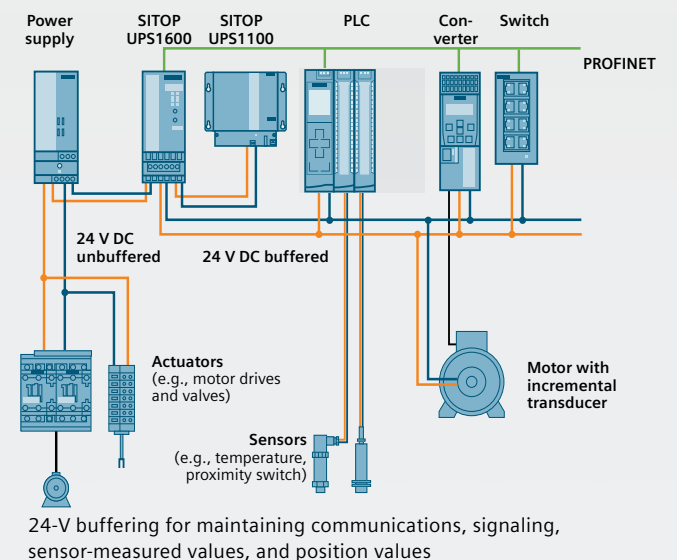 Power
supply
SITOP
UPS1600
SITOP
UPS1100
PLC
Con-
verter
Switch
PROFINET
24 V DC
unbuffered
24 V DC buffered
Actuators
(e.g., motor drives
and valves)
Motor with
incremental
transducer
Sensors
(e.g., temperature,
proximity switch)
24-V buffering for maintaining communications, signaling,
sensor-measured values, and position values